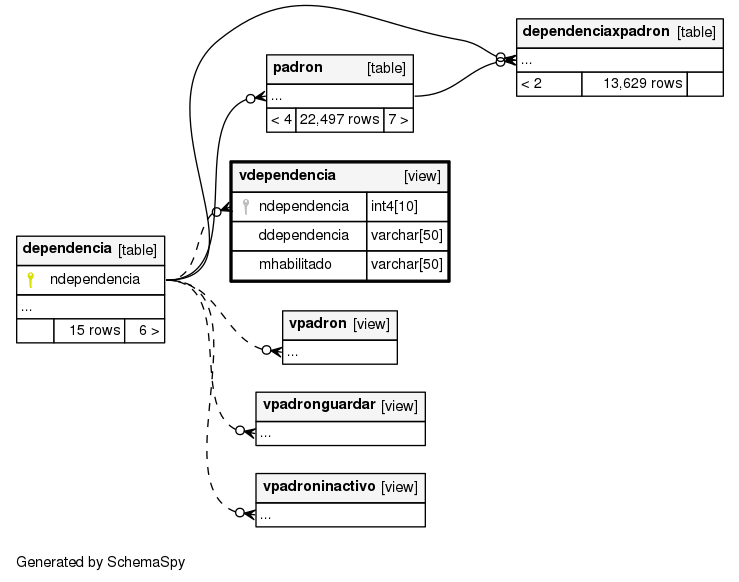 dependenciaxpadron [table]
...
< 2 13,629 rows
padron [table]
...
< 4 22,497 rows 7 >
vdependencia [view]
ndependencia int4[10]
ddependencia varchar[50]
mhabilitado varchar[50]
dependencia [table]
ndependencia
...
15 rows 6 >
vpadron [view]
...
vpadronguardar [view]
...
vpadroninactivo [view]
...
Generated by SchemaSpy